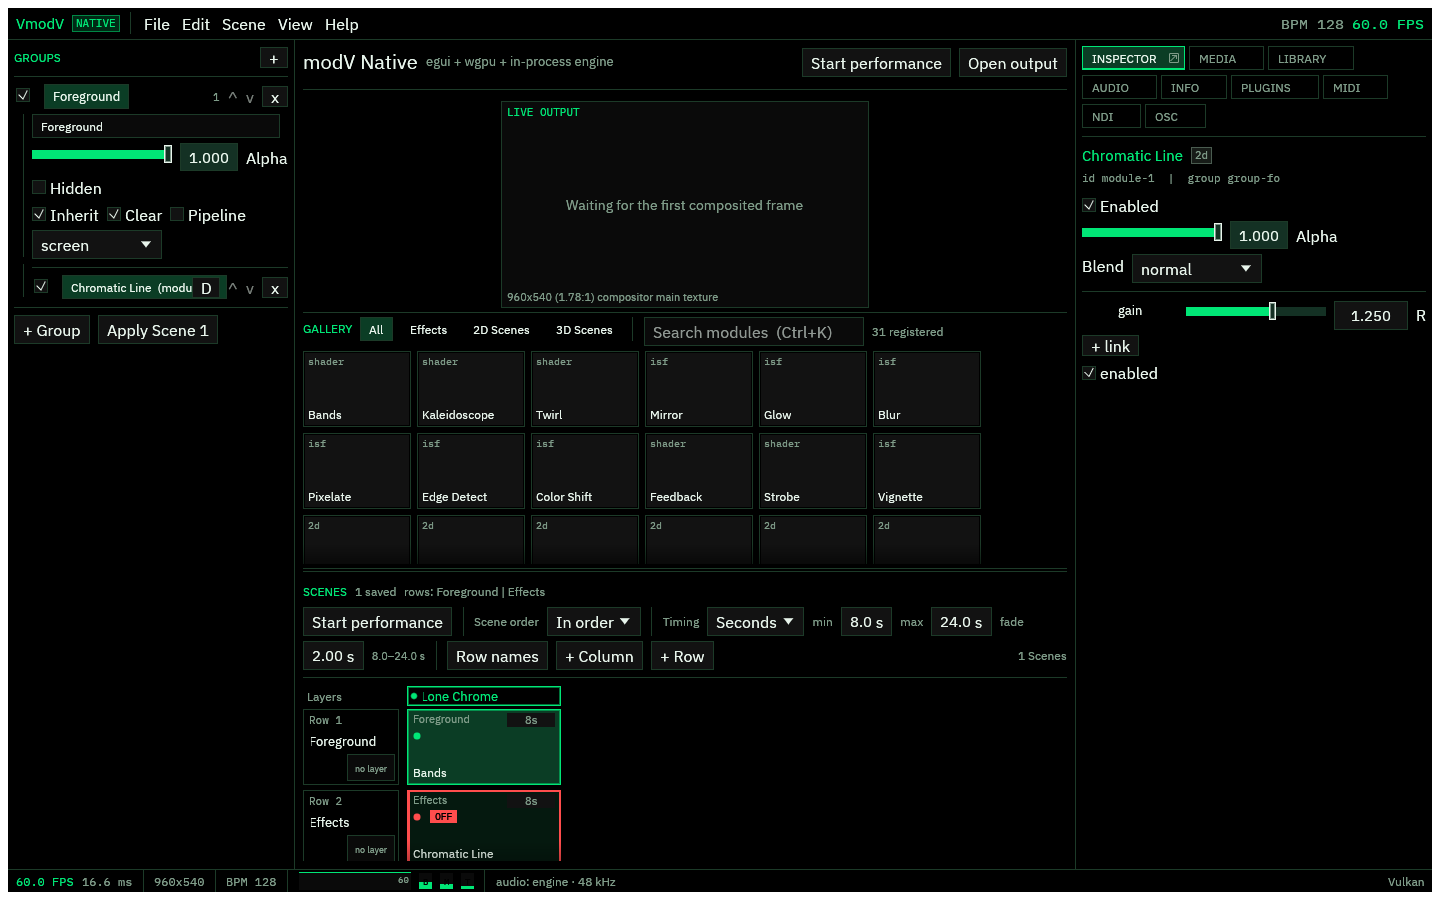 VmodV NATIVE File Edit Scene View Help BPM 128 60.0 FPS
GROUPS +
Foreground 1 ^ v x
Foreground
1.000 Alpha
Hidden
Inherit Clear Pipeline
screen
Chromatic Line (modu D ^ v x
+ Group Apply Scene 1
modV Native egui + wgpu + in-process engine Start performance Open output
LIVE OUTPUT
Waiting for the first composited frame
960x540 (1.78:1) compositor main texture
GALLERY All Effects 2D Scenes 3D Scenes Search modules (Ctrl+K) 31 registered
shader shader shader isf isf isf
Bands Kaleidoscope Twirl Mirror Glow Blur
isf isf isf shader shader isf
Pixelate Edge Detect Color Shift Feedback Strobe Vignette
2d 2d 2d 2d 2d 2d
SCENES 1 saved rows: Foreground | Effects
Start performance Scene order In order Timing Seconds min 8.0 s max 24.0 s fade
2.00 s 8.0–24.0 s Row names + Column + Row 1 Scenes
Layers Lone Chrome
Row 1 Foreground 8s
Foreground
no layer Bands
Row 2 Effects 8s
OFF
Effects
no layer Chromatic Line
INSPECTOR MEDIA LIBRARY
AUDIO INFO PLUGINS MIDI
NDI OSC
Chromatic Line 2d
id module-1 | group group-fo
Enabled
1.000 Alpha
Blend normal
gain 1.250 R
+ link
enabled
60.0 FPS 16.6 ms 960x540 BPM 128 60 audio: engine · 48 kHz Vulkan